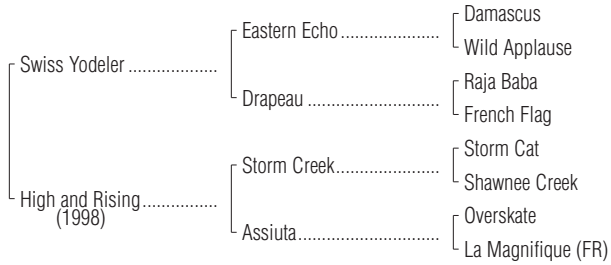 Damascus
Eastern Echo ..................
Wild Applause
Swiss Yodeler .................
Raja Baba
Drapeau .........................
French Flag
Storm Cat
Storm Creek....................
Shawnee Creek
High and Rising..............
(1998)
Overskate
Assiuta...........................
La Magnifique (FR)